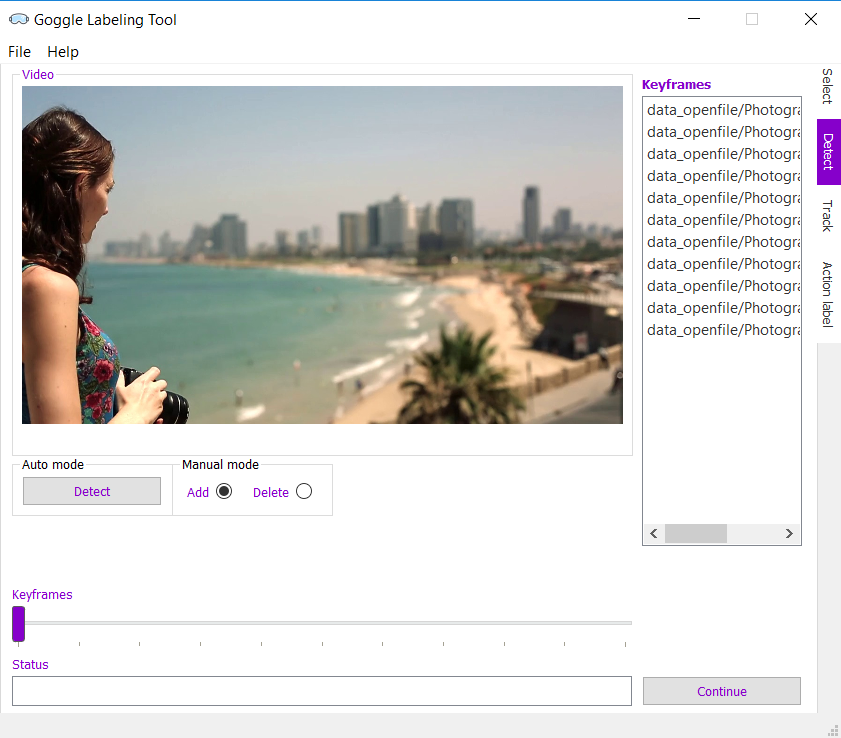 Goggle Labeling Tool
File Help
Video
Keyframes
data_openfile/Photogra
data_openfile/Photogra
data_openfile/Photogra
data_openfile/Photogra
data_openfile/Photogra
data_openfile/Photogra
data_openfile/Photogra
data_openfile/Photogra
data_openfile/Photogra
data_openfile/Photogra
data_openfile/Photogra
Select
Detect
Track
Action label
Auto mode
Detect
Manual mode
Add Delete
Keyframes
Status
Continue